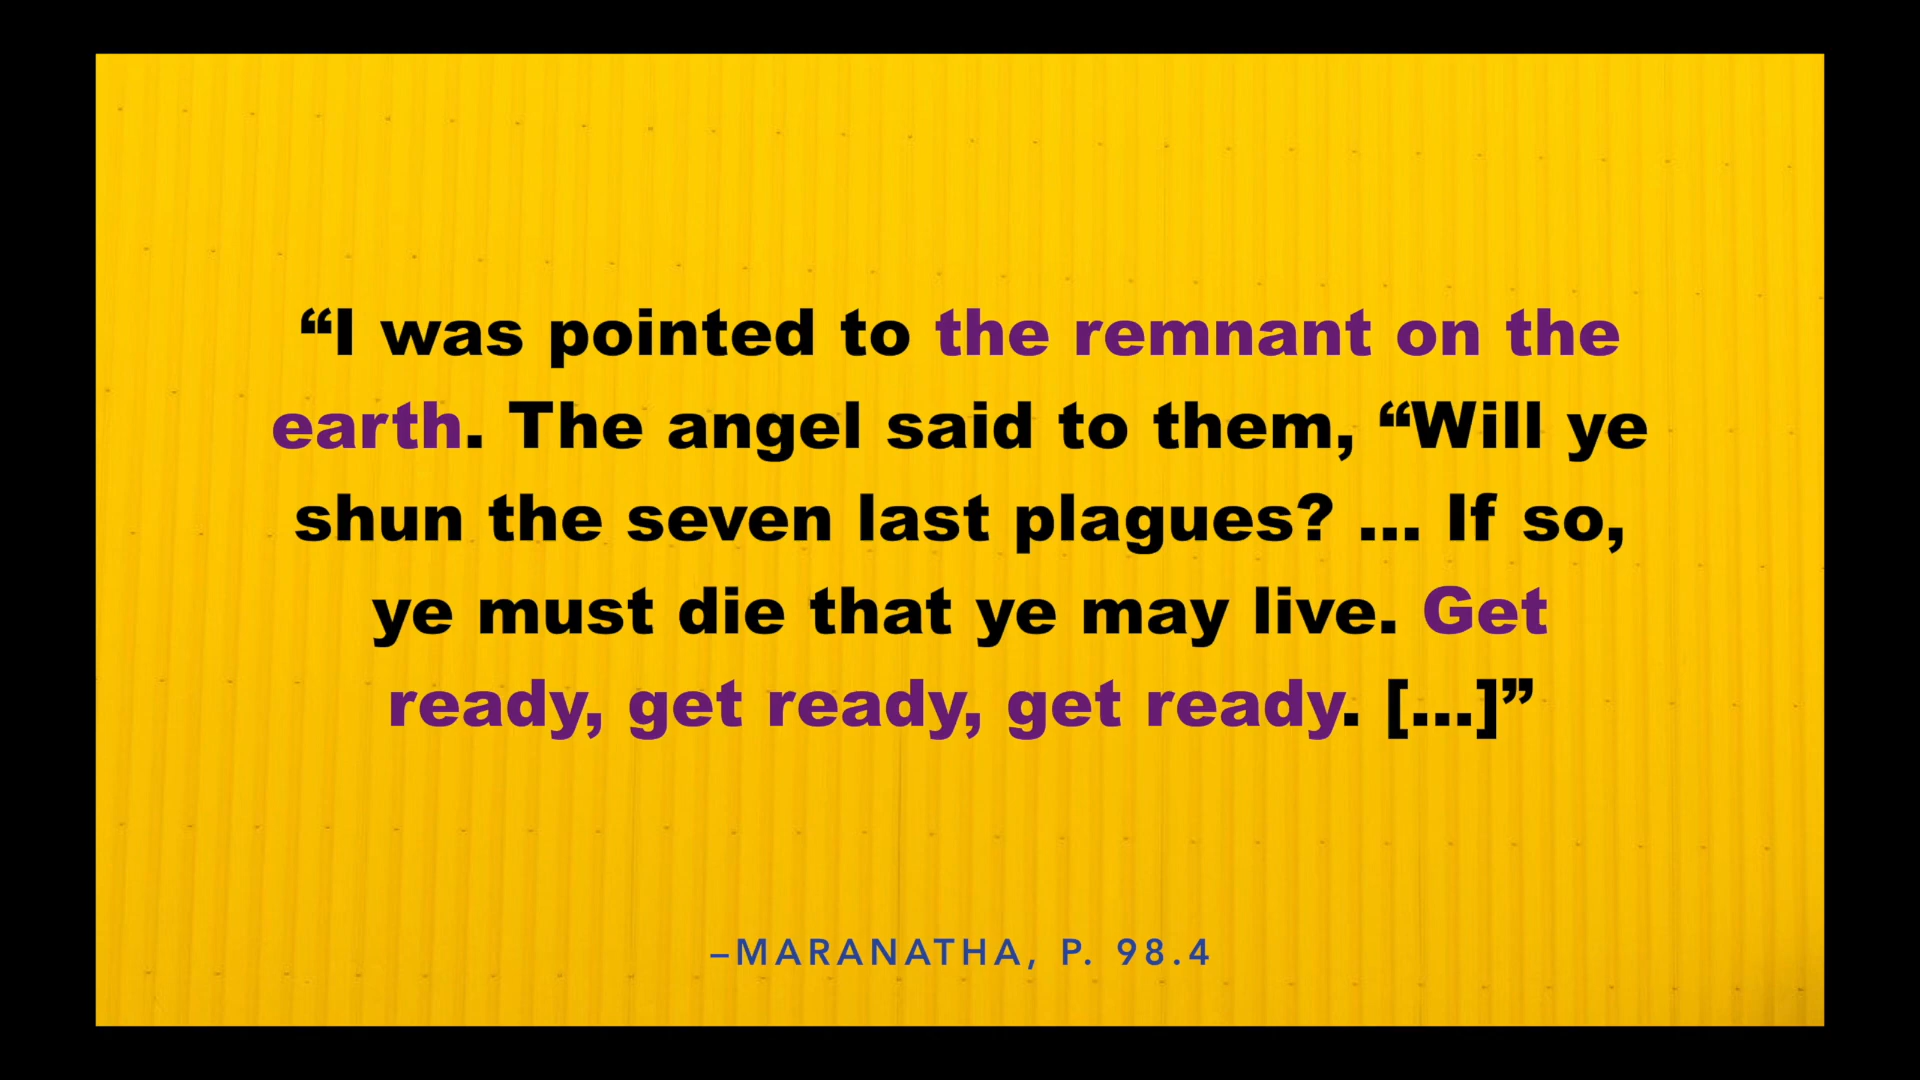 “I was pointed to the remnant on the
earth. The angel said to them, “Will ye
shun the seven last plagues? ... If so,
ye must die that ye may live. Get
ready, get ready, get ready. [...]”
–MARANATHA, P. 98.4